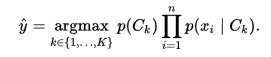 ŷ = argmax p(C_k) ∏_{i=1}^{n} p(x_i | C_k).
k∈{1,…,K}